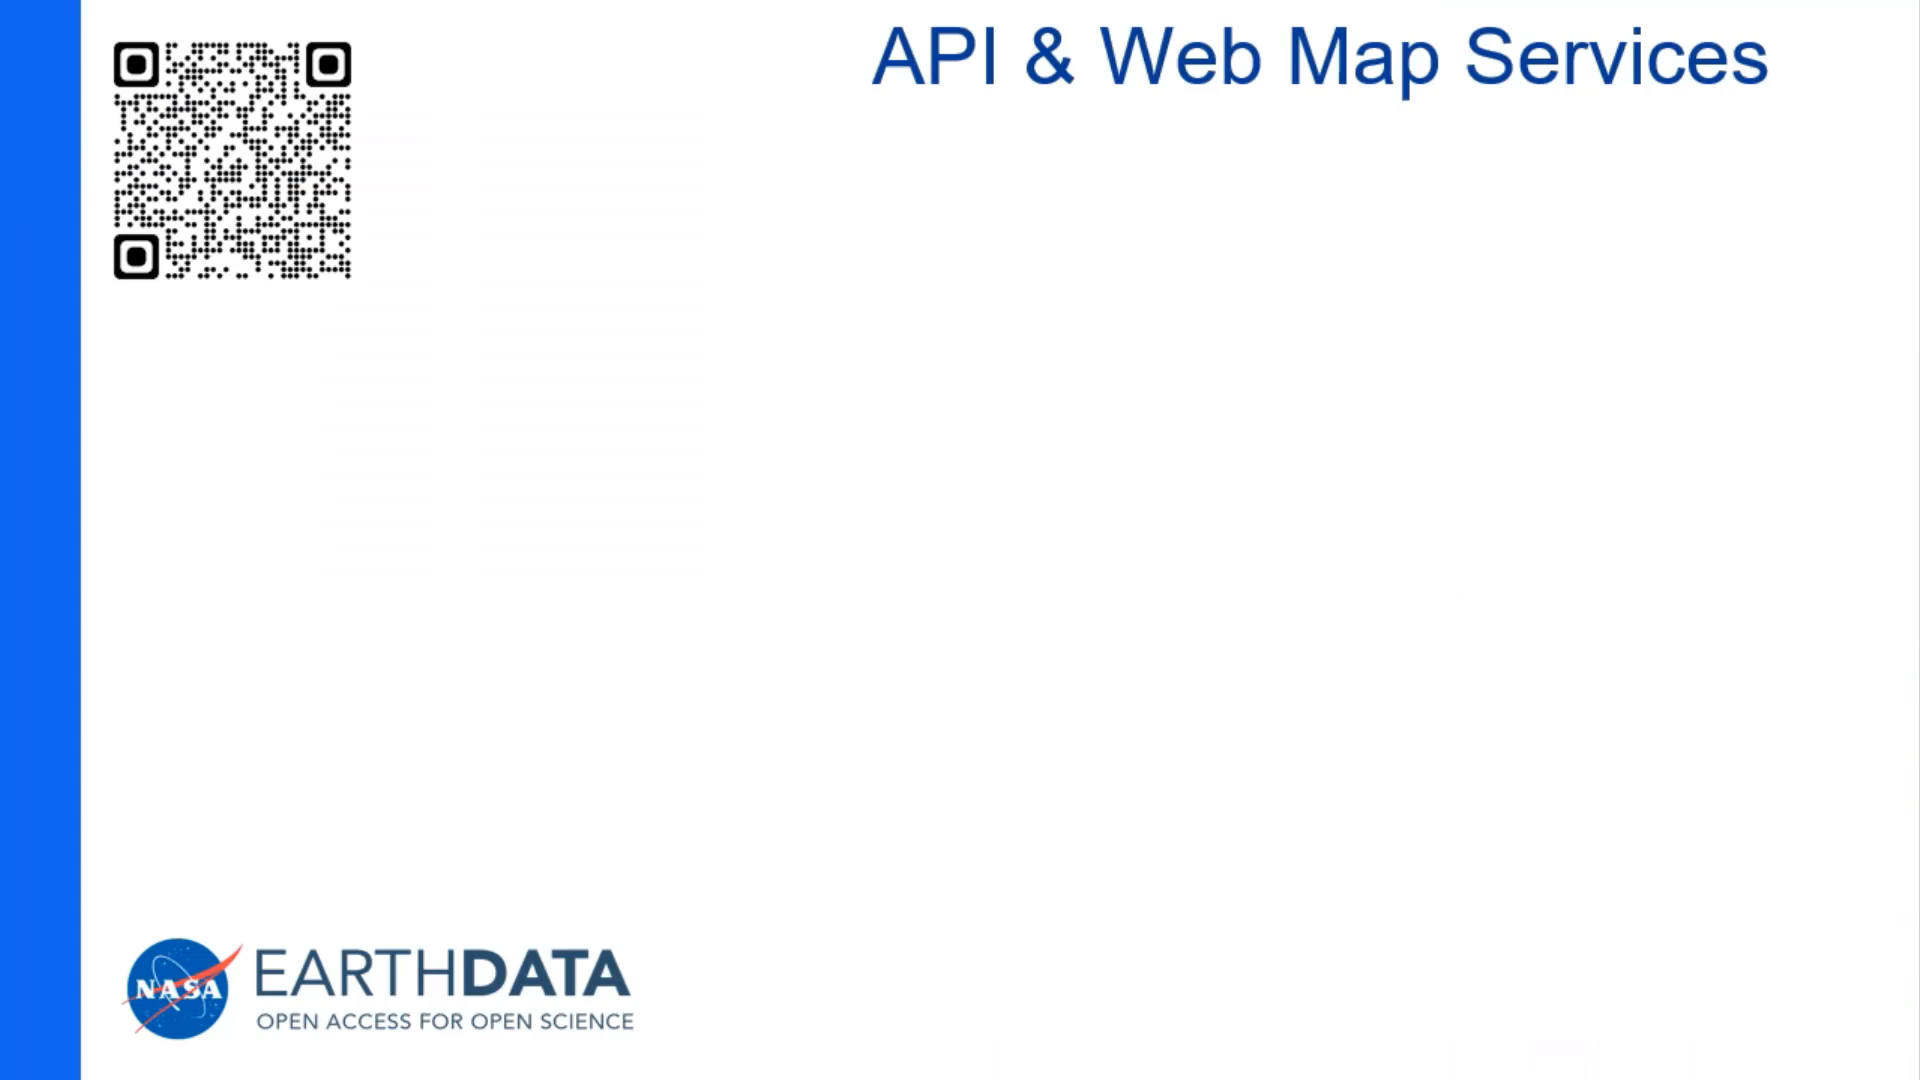 API & Web Map Services
NASA
EARTHDATA
OPEN ACCESS FOR OPEN SCIENCE